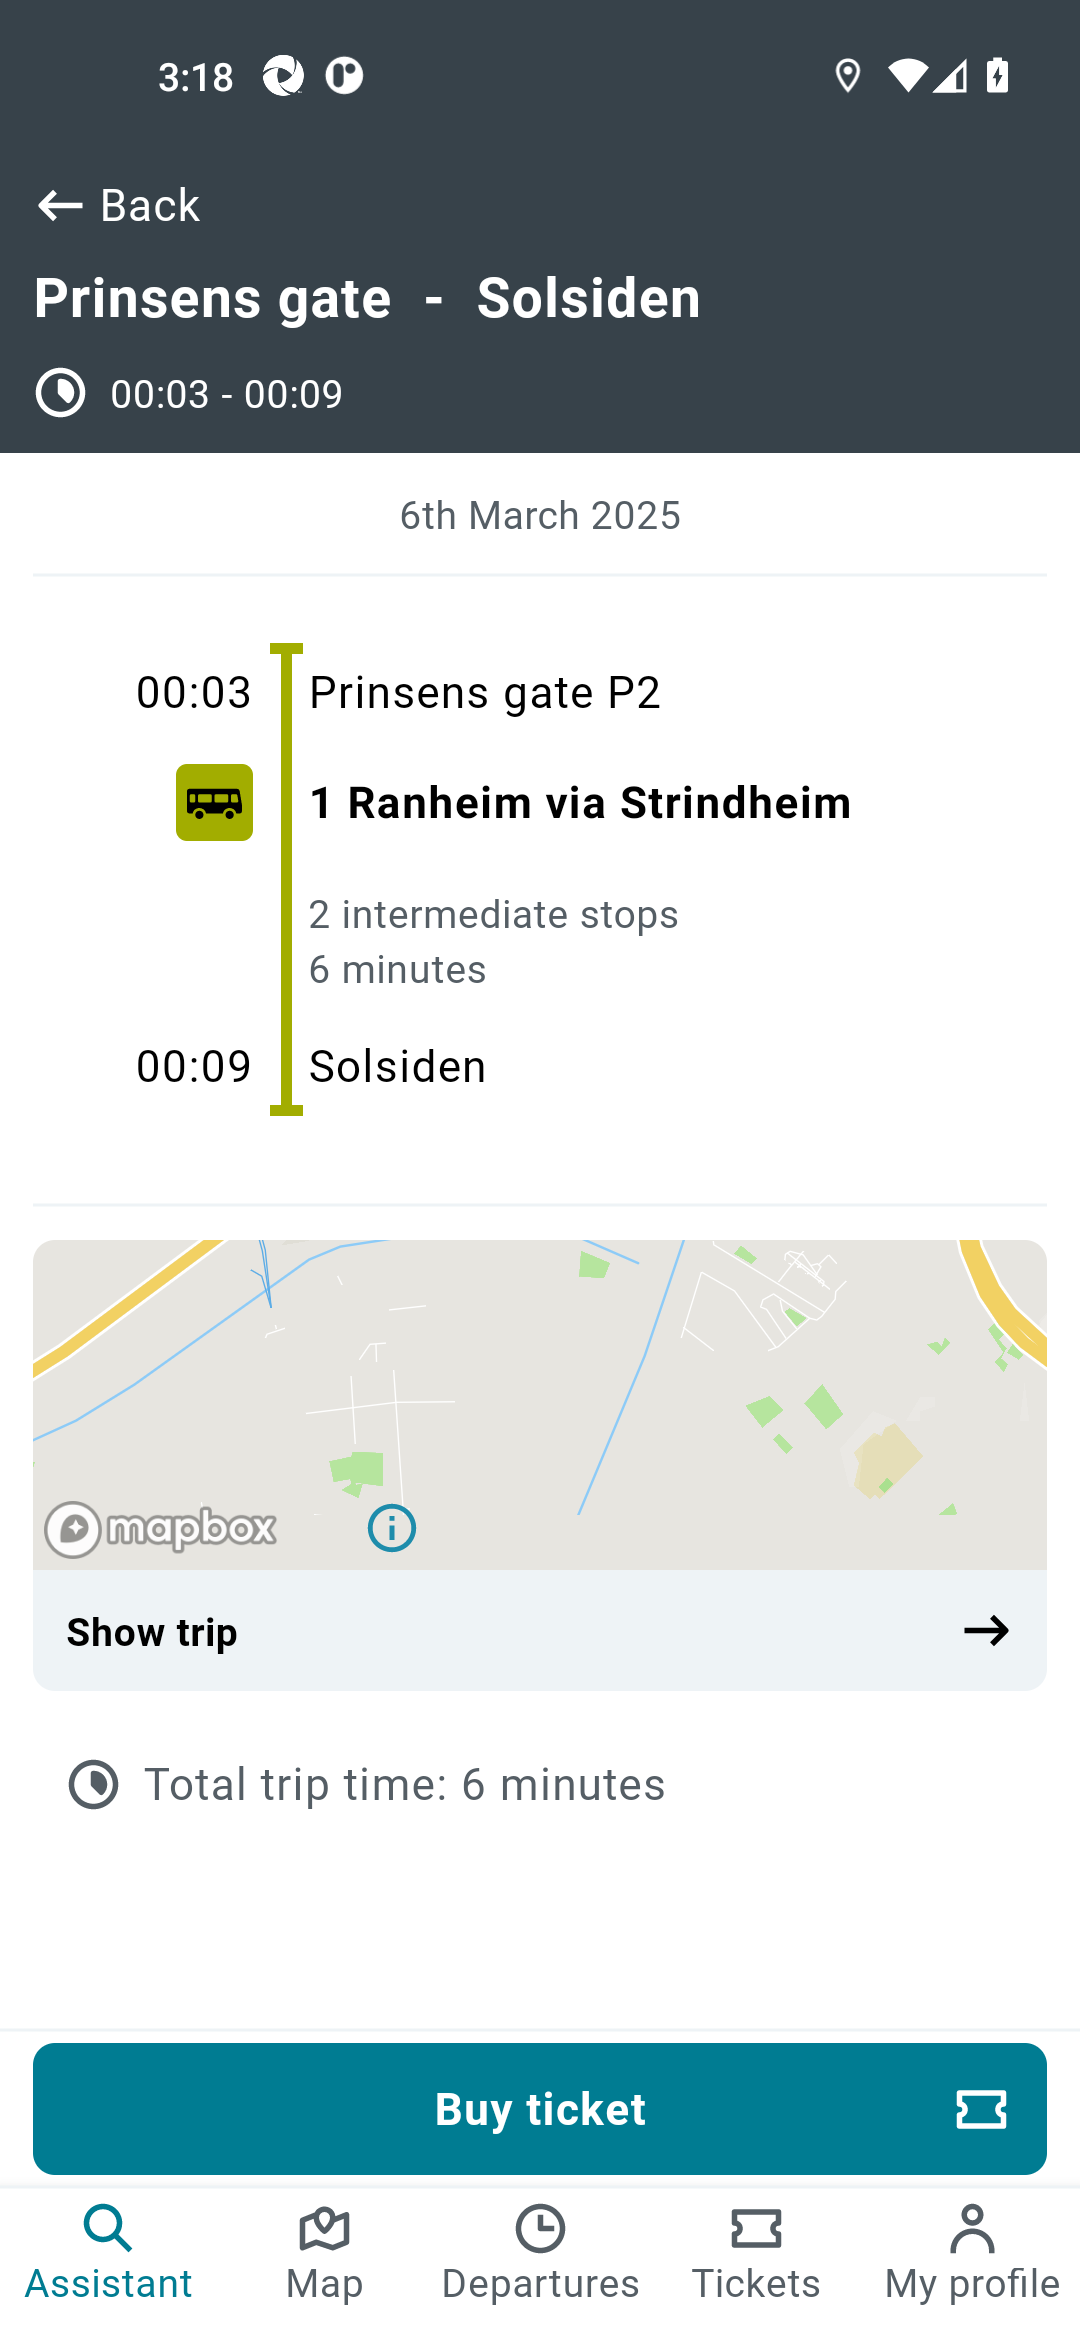 3:18
Back
Prinsens gate - Solsiden
00:03 - 00:09
6th March 2025
00:03 Prinsens gate P2
1 Ranheim via Strindheim
2 intermediate stops
6 minutes
00:09 Solsiden
mapbox
Show trip
Total trip time: 6 minutes
Buy ticket
Assistant Map Departures Tickets My profile